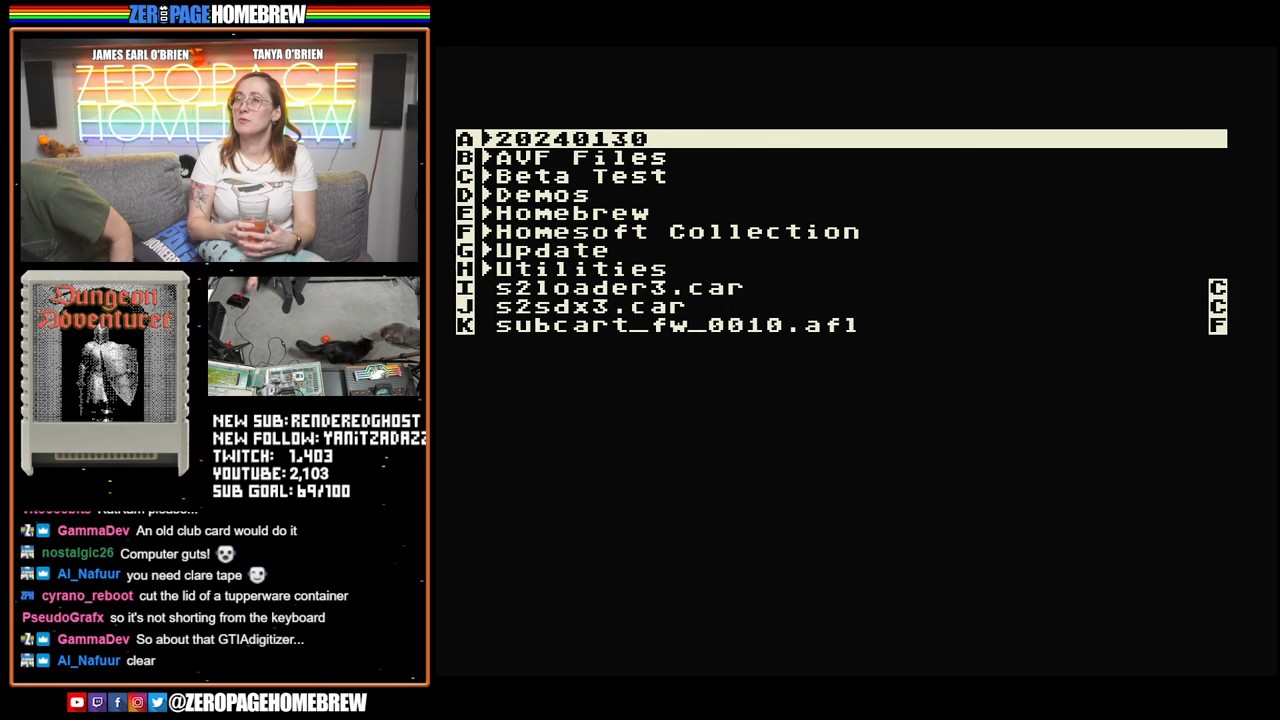 ZEROPAGE HOMEBREW
JAMES EARL O'BRIEN
TANYA O'BRIEN
ZEROPAGE
HOMEBREW
Dungeon
Adventurer
NEW SUB:RENDEREDGHOST
NEW FOLLOW:YANITZADAZZ
TWITCH: 1,403
YOUTUBE:2,103
SUB GOAL:69/100
GammaDev An old club card would do it
nostalgic26 Computer guts!
Al_Nafuur you need clare tape
cyrano_reboot cut the lid of a tupperware container
PseudoGrafx so it's not shorting from the keyboard
GammaDev So about that GTIAdigitizer...
Al_Nafuur clear
@ZEROPAGEHOMEBREW
A 20240130
B AVF Files
C Beta Test
D Demos
E Homebrew
F Homesoft Collection
G Update
H Utilities
I s2loader3.car C
J s2sdx3.car C
K subcart_fw_0010.afl F